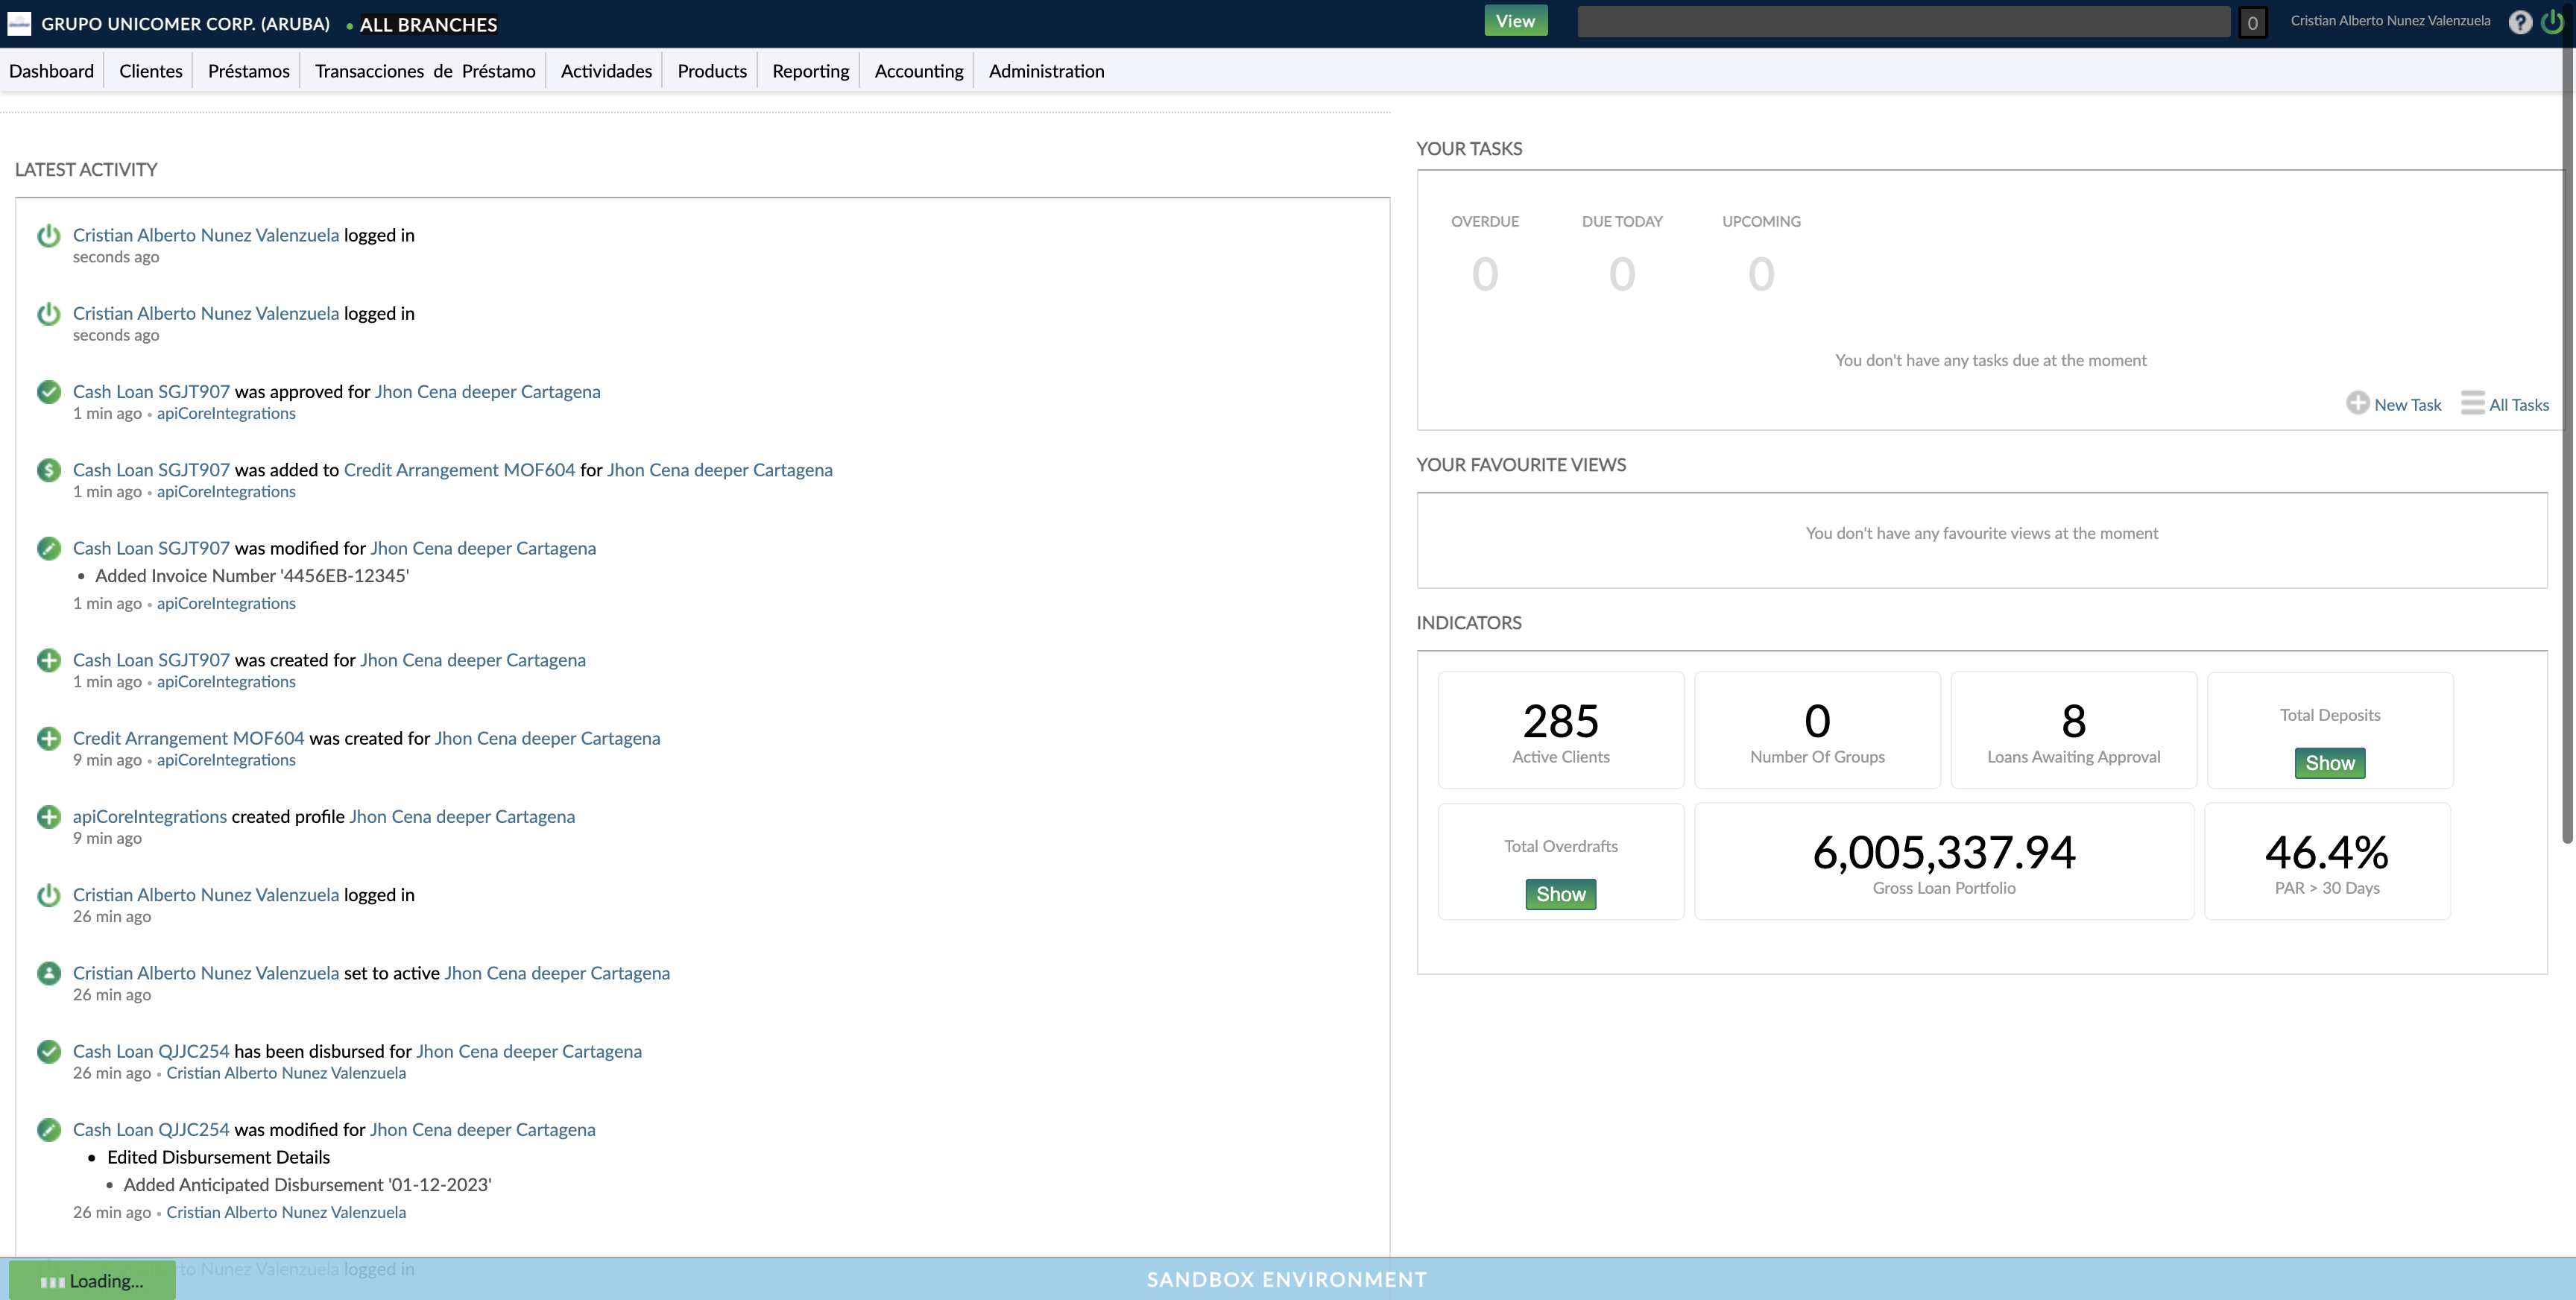 GRUPO UNICOMER CORP. (ARUBA) • ALL BRANCHES
View
0
Cristian Alberto Nunez Valenzuela
?
Dashboard Clientes Préstamos Transacciones de Préstamo Actividades Products Reporting Accounting Administration
LATEST ACTIVITY
Cristian Alberto Nunez Valenzuela logged in
seconds ago
Cristian Alberto Nunez Valenzuela logged in
seconds ago
Cash Loan SGJT907 was approved for Jhon Cena deeper Cartagena
1 min ago • apiCoreIntegrations
$
Cash Loan SGJT907 was added to Credit Arrangement MOF604 for Jhon Cena deeper Cartagena
1 min ago • apiCoreIntegrations
Cash Loan SGJT907 was modified for Jhon Cena deeper Cartagena
• Added Invoice Number '4456EB-12345'
1 min ago • apiCoreIntegrations
Cash Loan SGJT907 was created for Jhon Cena deeper Cartagena
1 min ago • apiCoreIntegrations
Credit Arrangement MOF604 was created for Jhon Cena deeper Cartagena
9 min ago • apiCoreIntegrations
apiCoreIntegrations created profile Jhon Cena deeper Cartagena
9 min ago
Cristian Alberto Nunez Valenzuela logged in
26 min ago
Cristian Alberto Nunez Valenzuela set to active Jhon Cena deeper Cartagena
26 min ago
Cash Loan QJJC254 has been disbursed for Jhon Cena deeper Cartagena
26 min ago • Cristian Alberto Nunez Valenzuela
Cash Loan QJJC254 was modified for Jhon Cena deeper Cartagena
• Edited Disbursement Details
• Added Anticipated Disbursement '01-12-2023'
26 min ago • Cristian Alberto Nunez Valenzuela
Nunez Valenzuela logged in
YOUR TASKS
OVERDUE DUE TODAY UPCOMING
0 0 0
You don't have any tasks due at the moment
New Task All Tasks
YOUR FAVOURITE VIEWS
You don't have any favourite views at the moment
INDICATORS
285
Active Clients
0
Number Of Groups
8
Loans Awaiting Approval
Total Deposits
Show
Total Overdrafts
Show
6,005,337.94
Gross Loan Portfolio
46.4%
PAR > 30 Days
Loading...
SANDBOX ENVIRONMENT